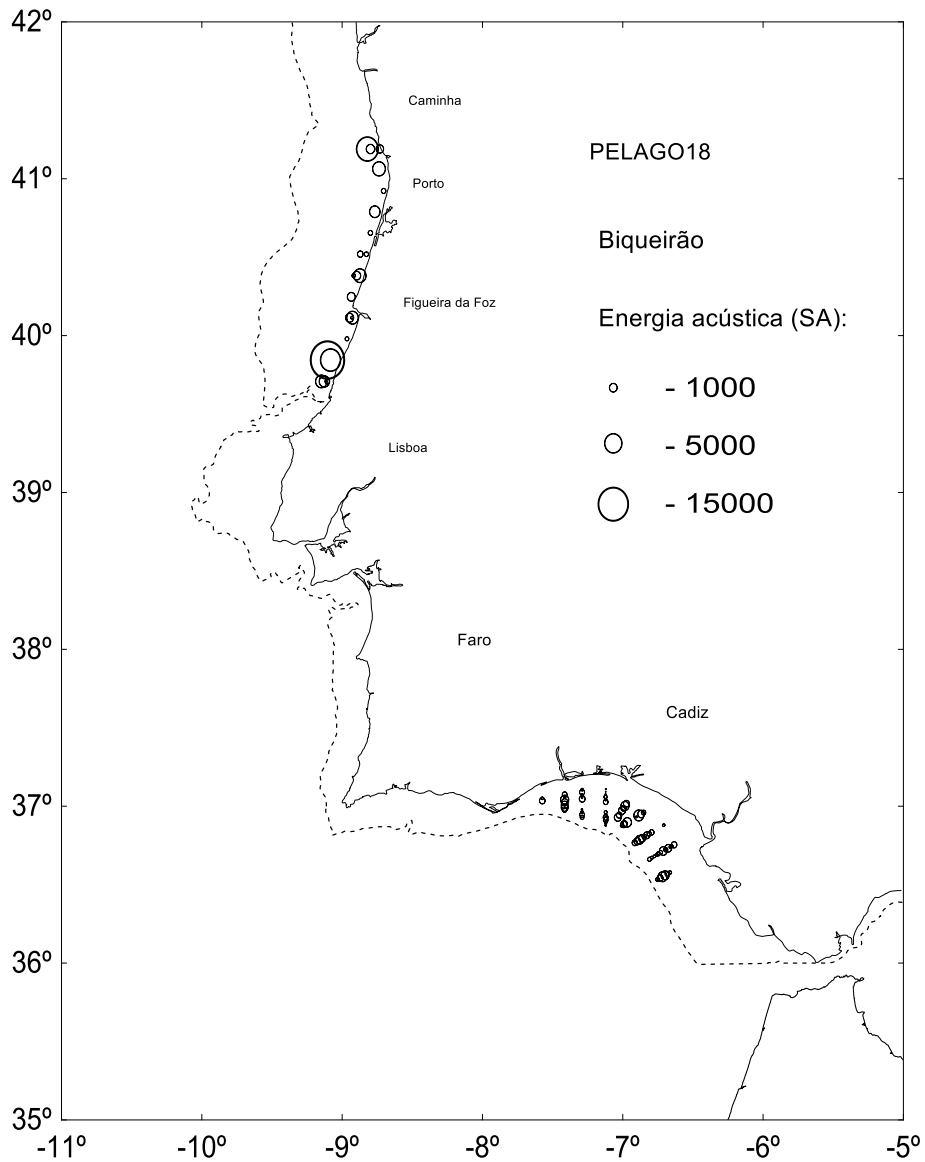 42º
Caminha
PELAGO18
41º
Porto
Biqueirão
Figueira da Foz
Energia acústica (SA):
40º
- 1000
Lisboa
- 5000
39º
- 15000
38º
Faro
Cadiz
37º
36º
35º
-11º -10º -9º -8º -7º -6º -5º